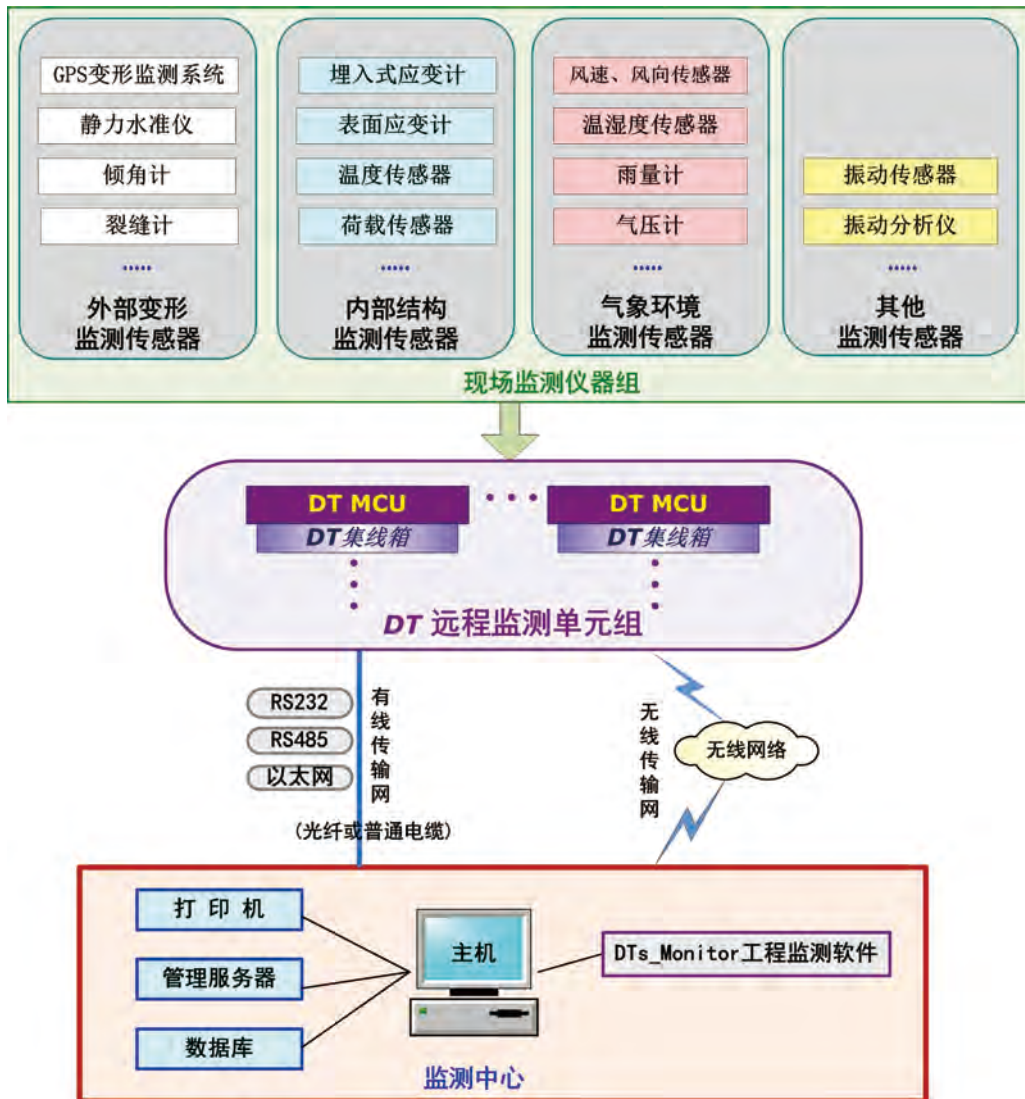 GPS变形监测系统
静力水准仪
倾角计
裂缝计
.....
外部变形
监测传感器
埋入式应变计
表面应变计
温度传感器
荷载传感器
.....
内部结构
监测传感器
风速、风向传感器
温湿度传感器
雨量计
气压计
.....
气象环境
监测传感器
振动传感器
振动分析仪
.....
其他
监测传感器
现场监测仪器组
DT MCU
DT集线箱
DT MCU
DT集线箱
DT 远程监测单元组
RS232
RS485
以太网
有线传输网
(光纤或普通电缆)
无线传输网
无线网络
打 印 机
管理服务器
数据库
主机
DTs_Monitor工程监测软件
监测中心